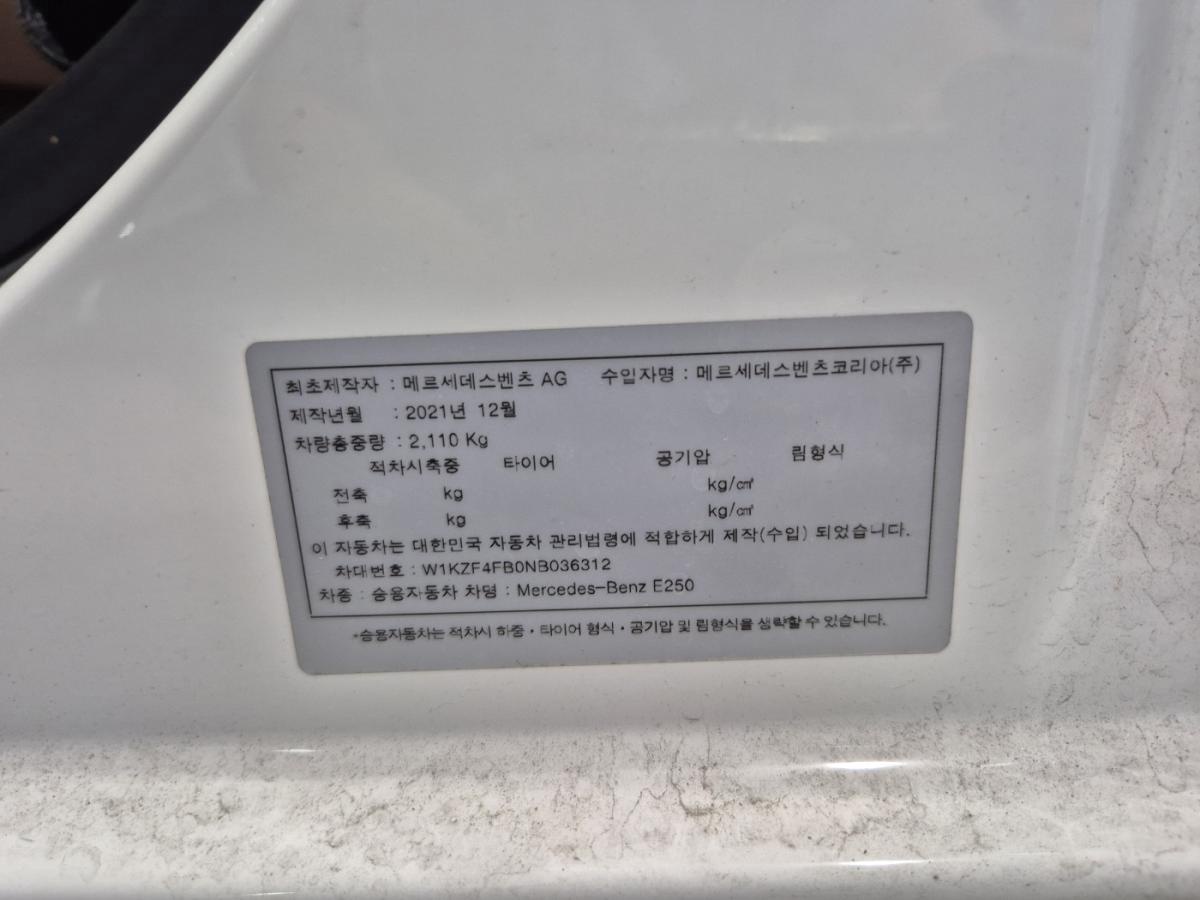 최초제작자 : 메르세데스벤츠 AG 수입자명 : 메르세데스벤츠코리아(주)
제작년월 : 2021년 12월
차량총중량 : 2,110 Kg
적차시축중 타이어 공기압 림형식
전축 kg kg/㎠
후축 kg kg/㎠
이 자동차는 대한민국 자동차 관리법령에 적합하게 제작(수입) 되었습니다.
차대번호 : W1KZF4FB0NB036312
차종 : 승용자동차 차명 : Mercedes-Benz E250
*승용자동차는 적차시 하중·타이어 형식·공기압 및 림형식을 생략할 수 있습니다.